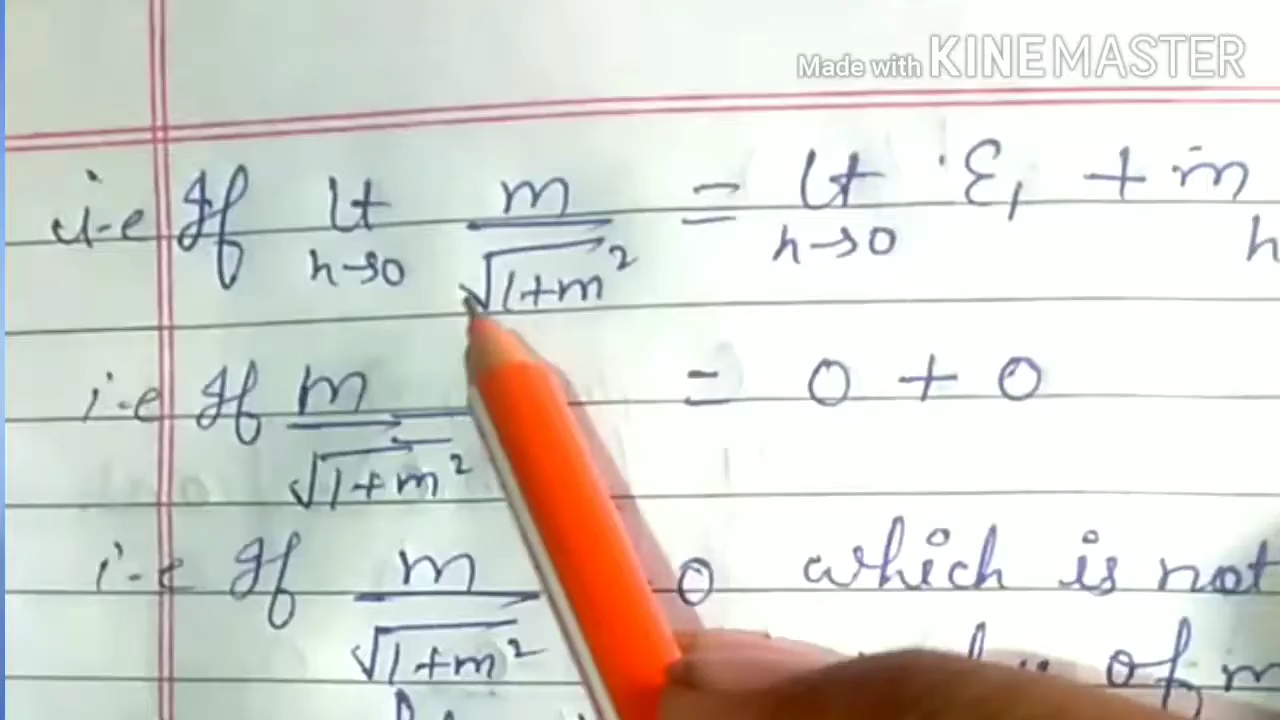 Made with KINEMASTER
i-e If lt h→0 m/√1+m² = lt h→0 ε₁ + m h
i-e If m/√1+m² = 0 + 0
i-e If m/√1+m² 0 which is not
of m